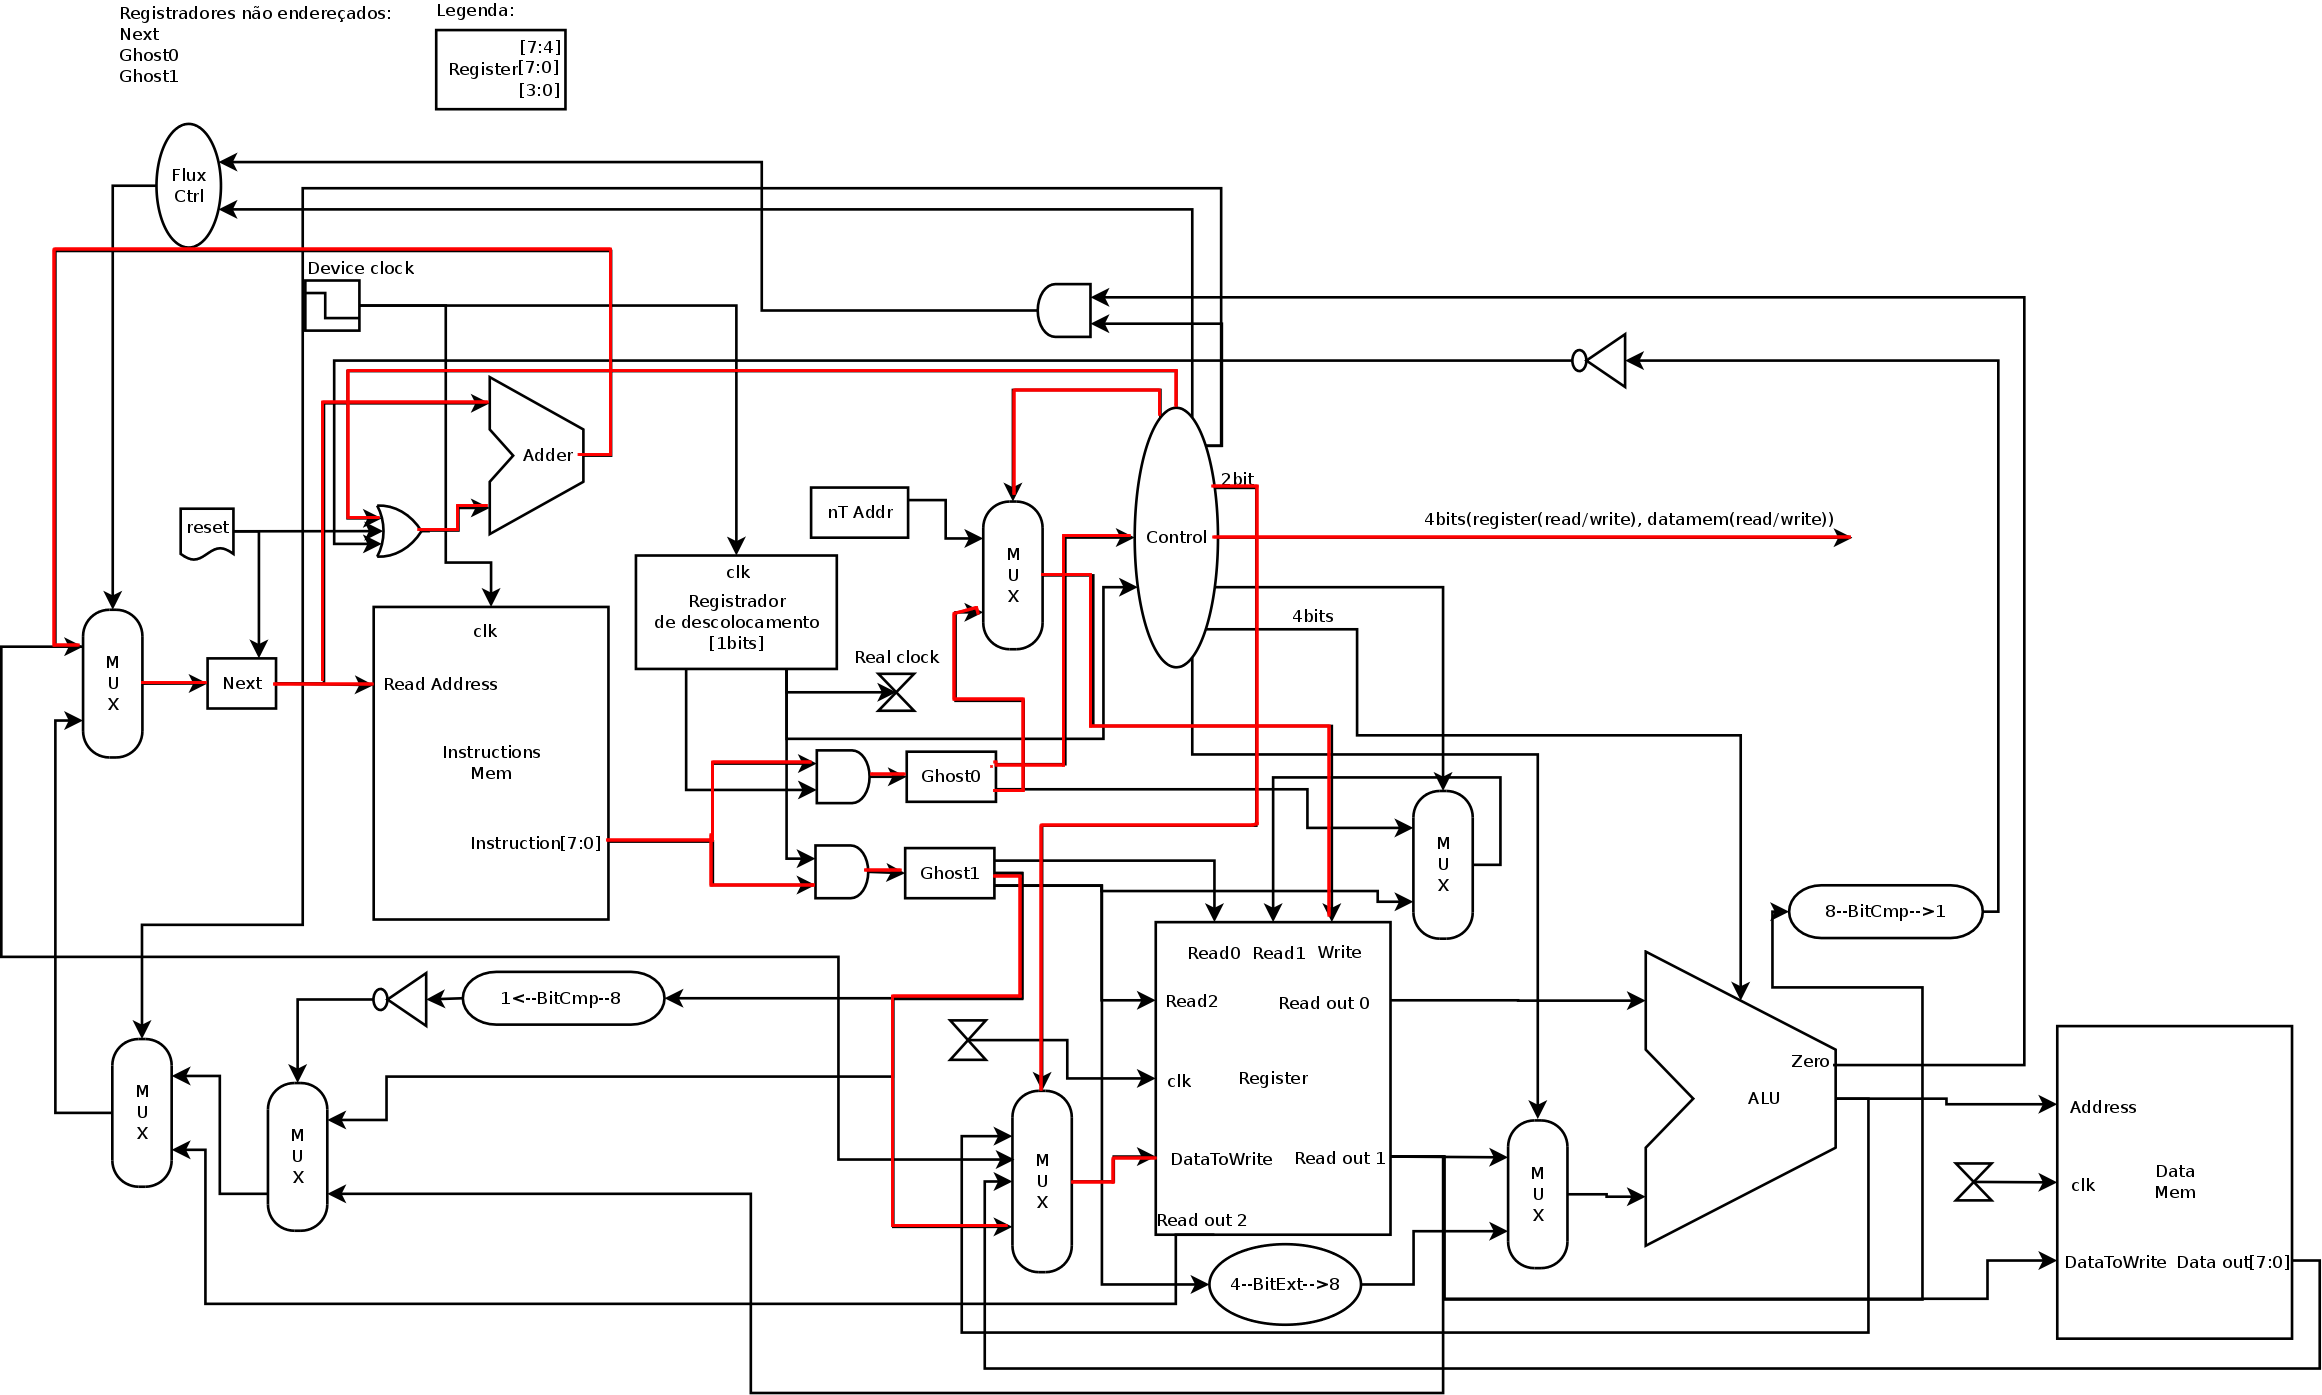 Registradores não endereçados:
Next
Ghost0
Ghost1
Legenda:
[7:4]
Register[7:0]
[3:0]
Flux
Ctrl
Device clock
Adder
reset
M
U
X
Next
clk
Read Address
Instructions
Mem
Instruction[7:0]
clk
Registrador
de descolocamento
[1bits]
Real clock
nT Addr
M
U
X
Control
2bit
4bits(register(read/write), datamem(read/write))
4bits
Ghost0
Ghost1
M
U
X
8--BitCmp-->1
1<--BitCmp--8
M
U
X
M
U
X
M
U
X
Read0 Read1 Write
Read2
Read out 0
clk
Register
DataToWrite
Read out 1
Read out 2
4--BitExt-->8
M
U
X
Zero
ALU
Address
clk
Data
Mem
DataToWrite Data out[7:0]